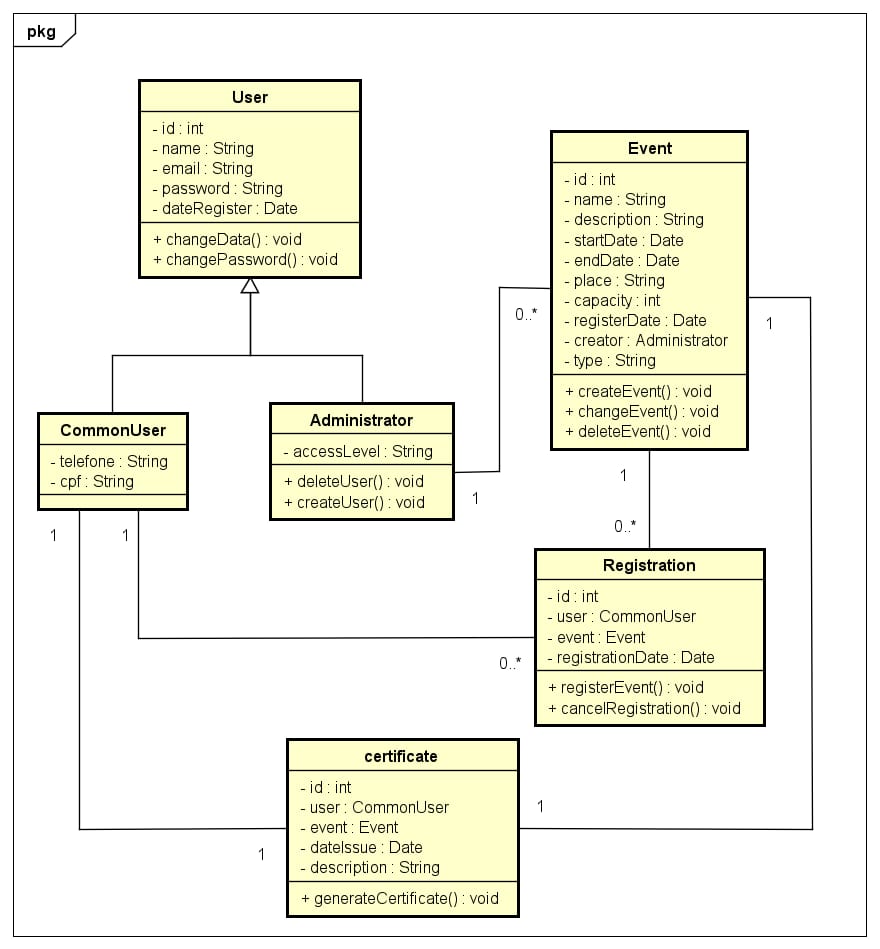 pkg
User
- id : int
- name : String
- email : String
- password : String
- dateRegister : Date
+ changeData() : void
+ changePassword() : void
Event
- id : int
- name : String
- description : String
- startDate : Date
- endDate : Date
- place : String
- capacity : int
- registerDate : Date
- creator : Administrator
- type : String
+ createEvent() : void
+ changeEvent() : void
+ deleteEvent() : void
0..*
1
CommonUser
- telefone : String
- cpf : String
Administrator
- accessLevel : String
+ deleteUser() : void
+ createUser() : void
1
1
0..*
1
1
Registration
- id : int
- user : CommonUser
- event : Event
- registrationDate : Date
+ registerEvent() : void
+ cancelRegistration() : void
0..*
certificate
- id : int
- user : CommonUser
- event : Event
- dateIssue : Date
- description : String
+ generateCertificate() : void
1
1